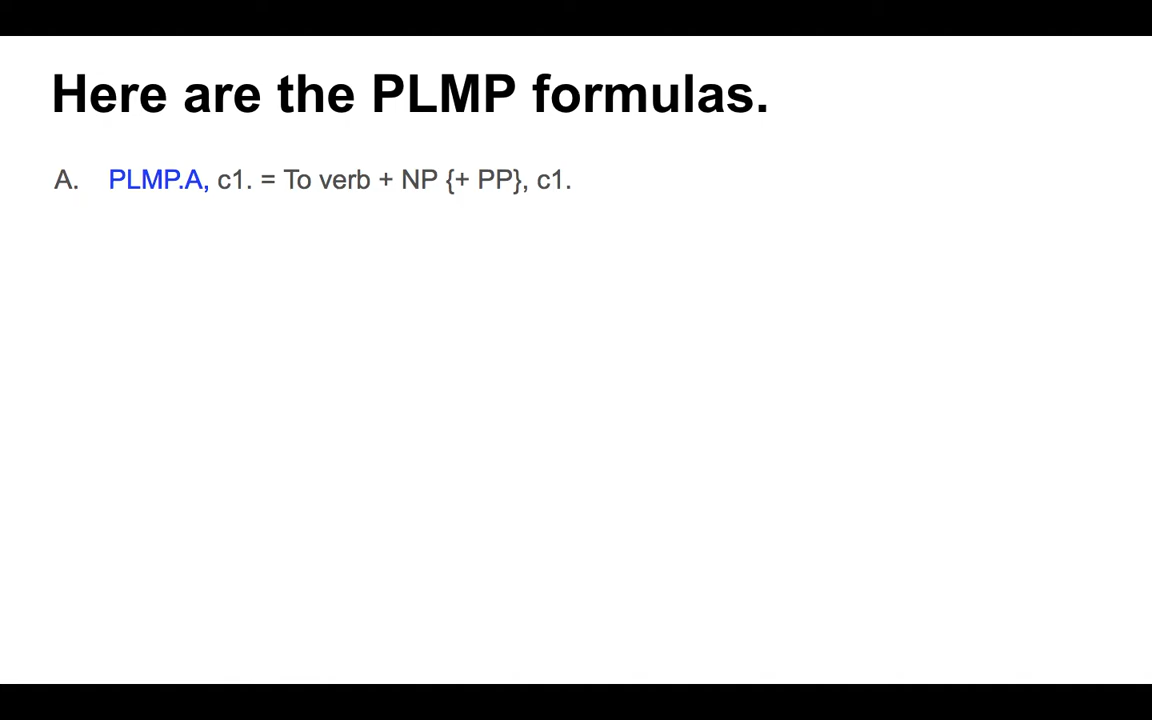 Here are the PLMP formulas.
A. PLMP.A, c1. = To verb + NP {+ PP}, c1.